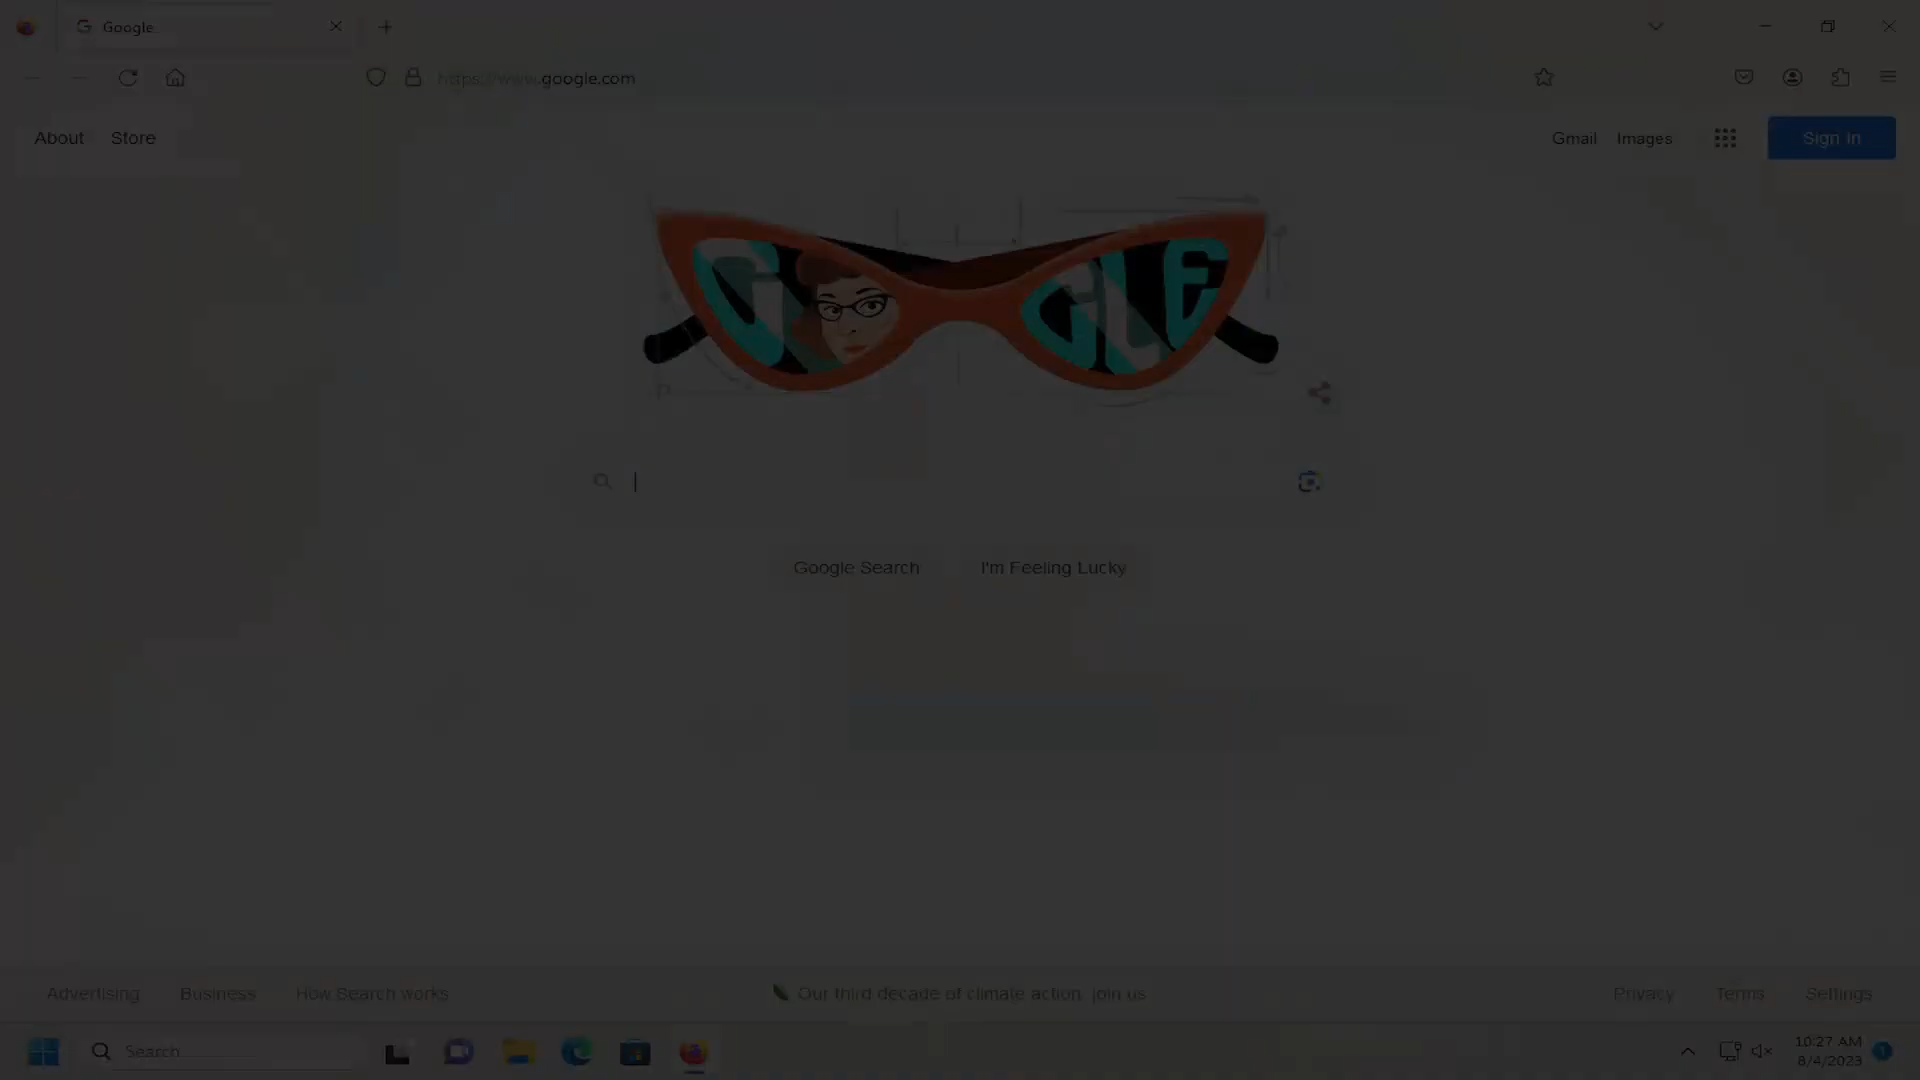 Google
https://www.google.com
About Store
Gmail Images Sign in
G GLE
Google Search I'm Feeling Lucky
Advertising Business How Search works
Our third decade of climate action: join us
Privacy Terms Settings
Search
10:27 AM
8/4/2023
1